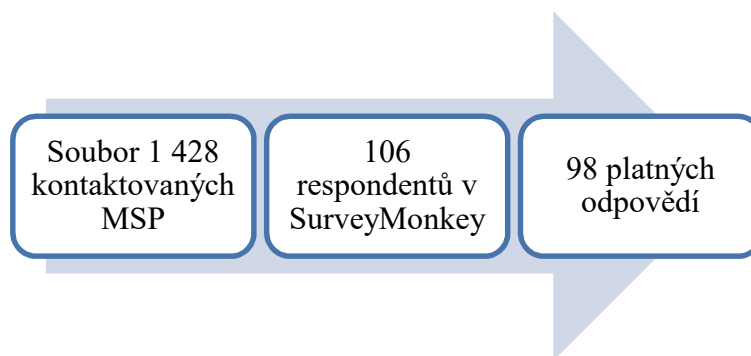 Soubor 1 428
kontaktovaných
MSP
106
respondentů v
SurveyMonkey
98 platných
odpovědí